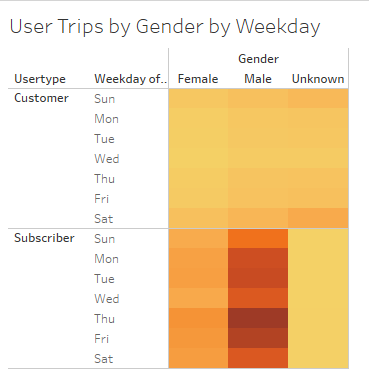 User Trips by Gender by Weekday
Gender
Usertype Weekday of.. Female Male Unknown
Customer Sun
Mon
Tue
Wed
Thu
Fri
Sat
Subscriber Sun
Mon
Tue
Wed
Thu
Fri
Sat